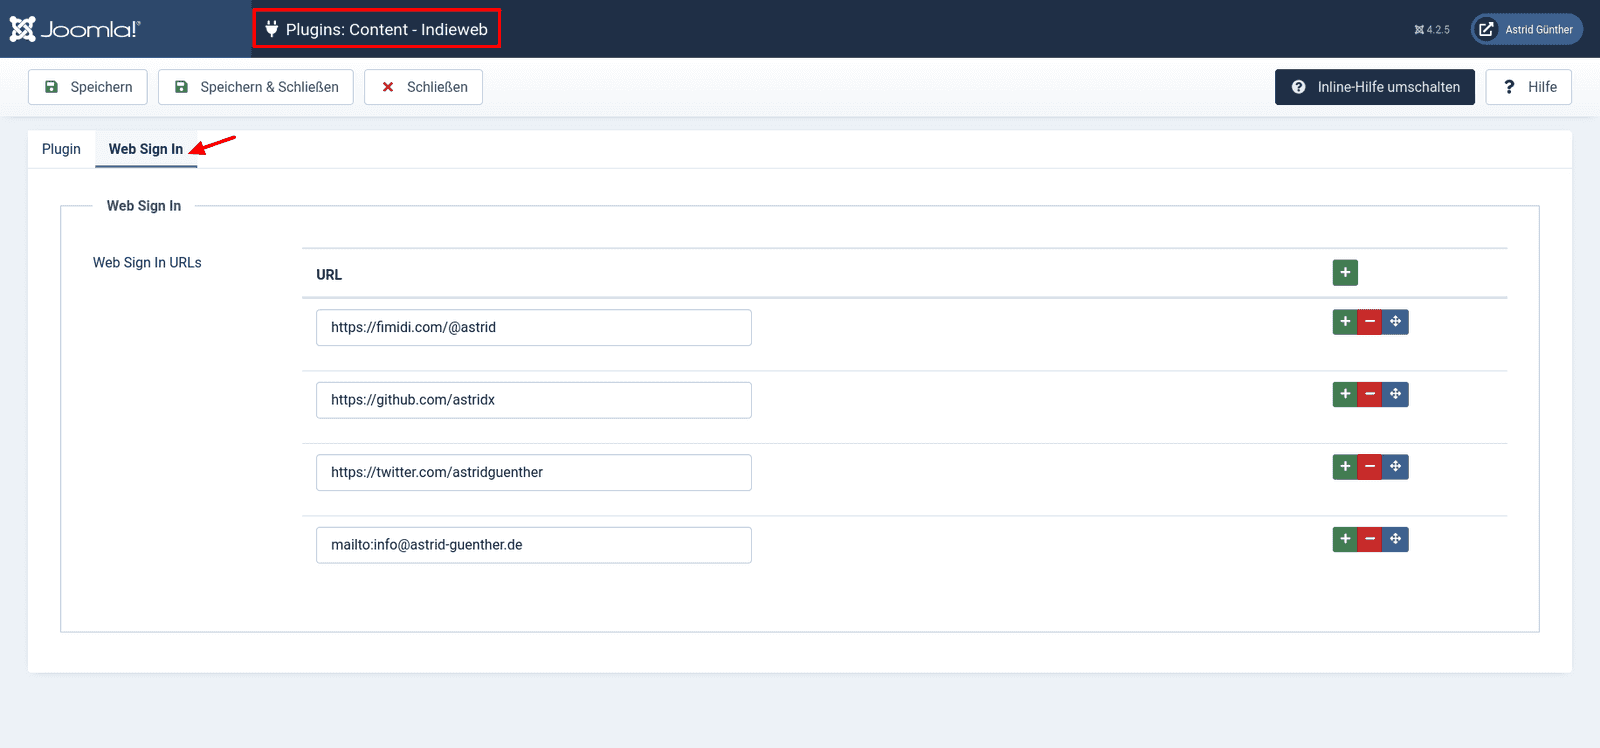 Joomla!®
Plugins: Content - Indieweb
4.2.5
Astrid Günther
Speichern
Speichern & Schließen
Schließen
Inline-Hilfe umschalten
? Hilfe
Plugin
Web Sign In
Web Sign In
Web Sign In URLs
URL
https://fimidi.com/@astrid
https://github.com/astridx
https://twitter.com/astridguenther
mailto:info@astrid-guenther.de